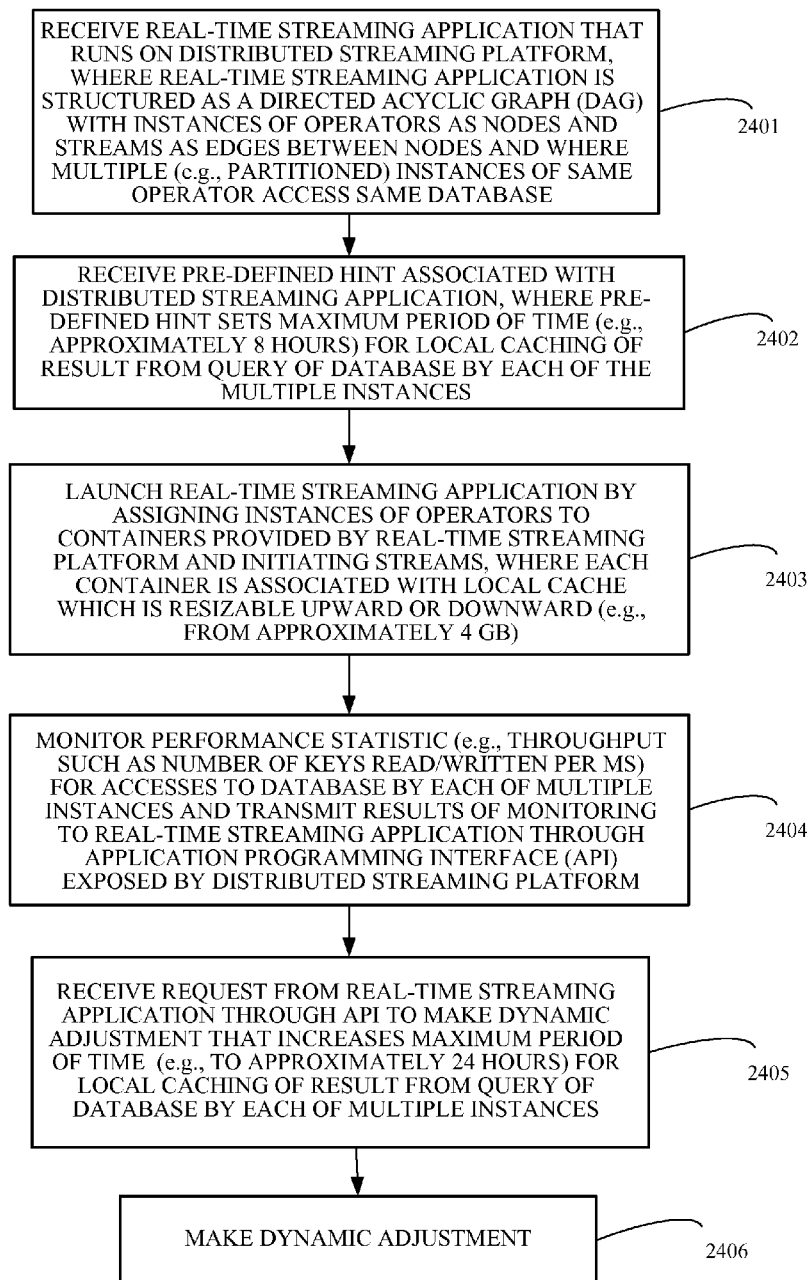 RECEIVE REAL-TIME STREAMING APPLICATION THAT
RUNS ON DISTRIBUTED STREAMING PLATFORM,
WHERE REAL-TIME STREAMING APPLICATION IS
STRUCTURED AS A DIRECTED ACYCLIC GRAPH (DAG)
WITH INSTANCES OF OPERATORS AS NODES AND
STREAMS AS EDGES BETWEEN NODES AND WHERE
MULTIPLE (e.g., PARTITIONED) INSTANCES OF SAME
OPERATOR ACCESS SAME DATABASE
2401
RECEIVE PRE-DEFINED HINT ASSOCIATED WITH
DISTRIBUTED STREAMING APPLICATION, WHERE PRE-
DEFINED HINT SETS MAXIMUM PERIOD OF TIME (e.g.,
APPROXIMATELY 8 HOURS) FOR LOCAL CACHING OF
RESULT FROM QUERY OF DATABASE BY EACH OF THE
MULTIPLE INSTANCES
2402
LAUNCH REAL-TIME STREAMING APPLICATION BY
ASSIGNING INSTANCES OF OPERATORS TO
CONTAINERS PROVIDED BY REAL-TIME STREAMING
PLATFORM AND INITIATING STREAMS, WHERE EACH
CONTAINER IS ASSOCIATED WITH LOCAL CACHE
WHICH IS RESIZABLE UPWARD OR DOWNWARD (e.g.,
FROM APPROXIMATELY 4 GB)
2403
MONITOR PERFORMANCE STATISTIC (e.g., THROUGHPUT
SUCH AS NUMBER OF KEYS READ/WRITTEN PER MS)
FOR ACCESSES TO DATABASE BY EACH OF MULTIPLE
INSTANCES AND TRANSMIT RESULTS OF MONITORING
TO REAL-TIME STREAMING APPLICATION THROUGH
APPLICATION PROGRAMMING INTERFACE (API)
EXPOSED BY DISTRIBUTED STREAMING PLATFORM
2404
RECEIVE REQUEST FROM REAL-TIME STREAMING
APPLICATION THROUGH API TO MAKE DYNAMIC
ADJUSTMENT THAT INCREASES MAXIMUM PERIOD
OF TIME (e.g., TO APPROXIMATELY 24 HOURS) FOR
LOCAL CACHING OF RESULT FROM QUERY OF
DATABASE BY EACH OF MULTIPLE INSTANCES
2405
MAKE DYNAMIC ADJUSTMENT
2406